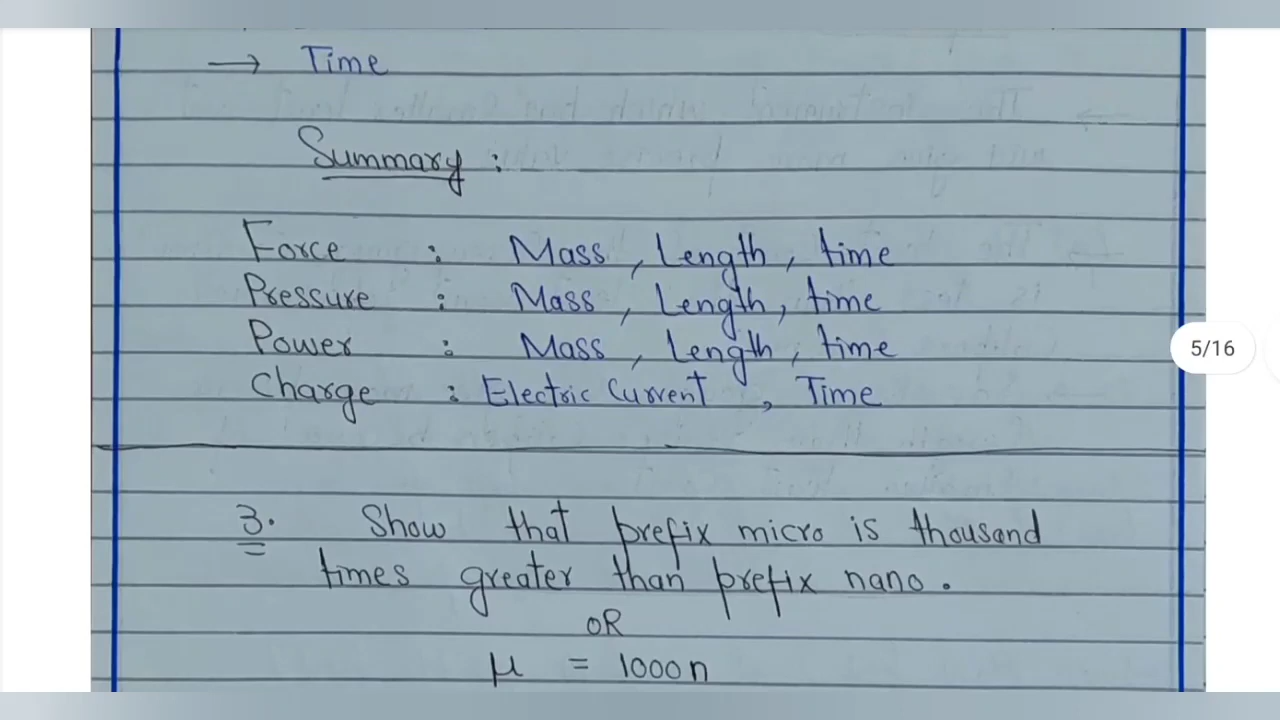 → Time
Summary :
Force : Mass, Length, time
Pressure : Mass, Length, time
Power : Mass, Length, time
Charge : Electric Current, Time
3. Show that prefix micro is thousand
times greater than prefix nano.
OR
μ = 1000n
5/16